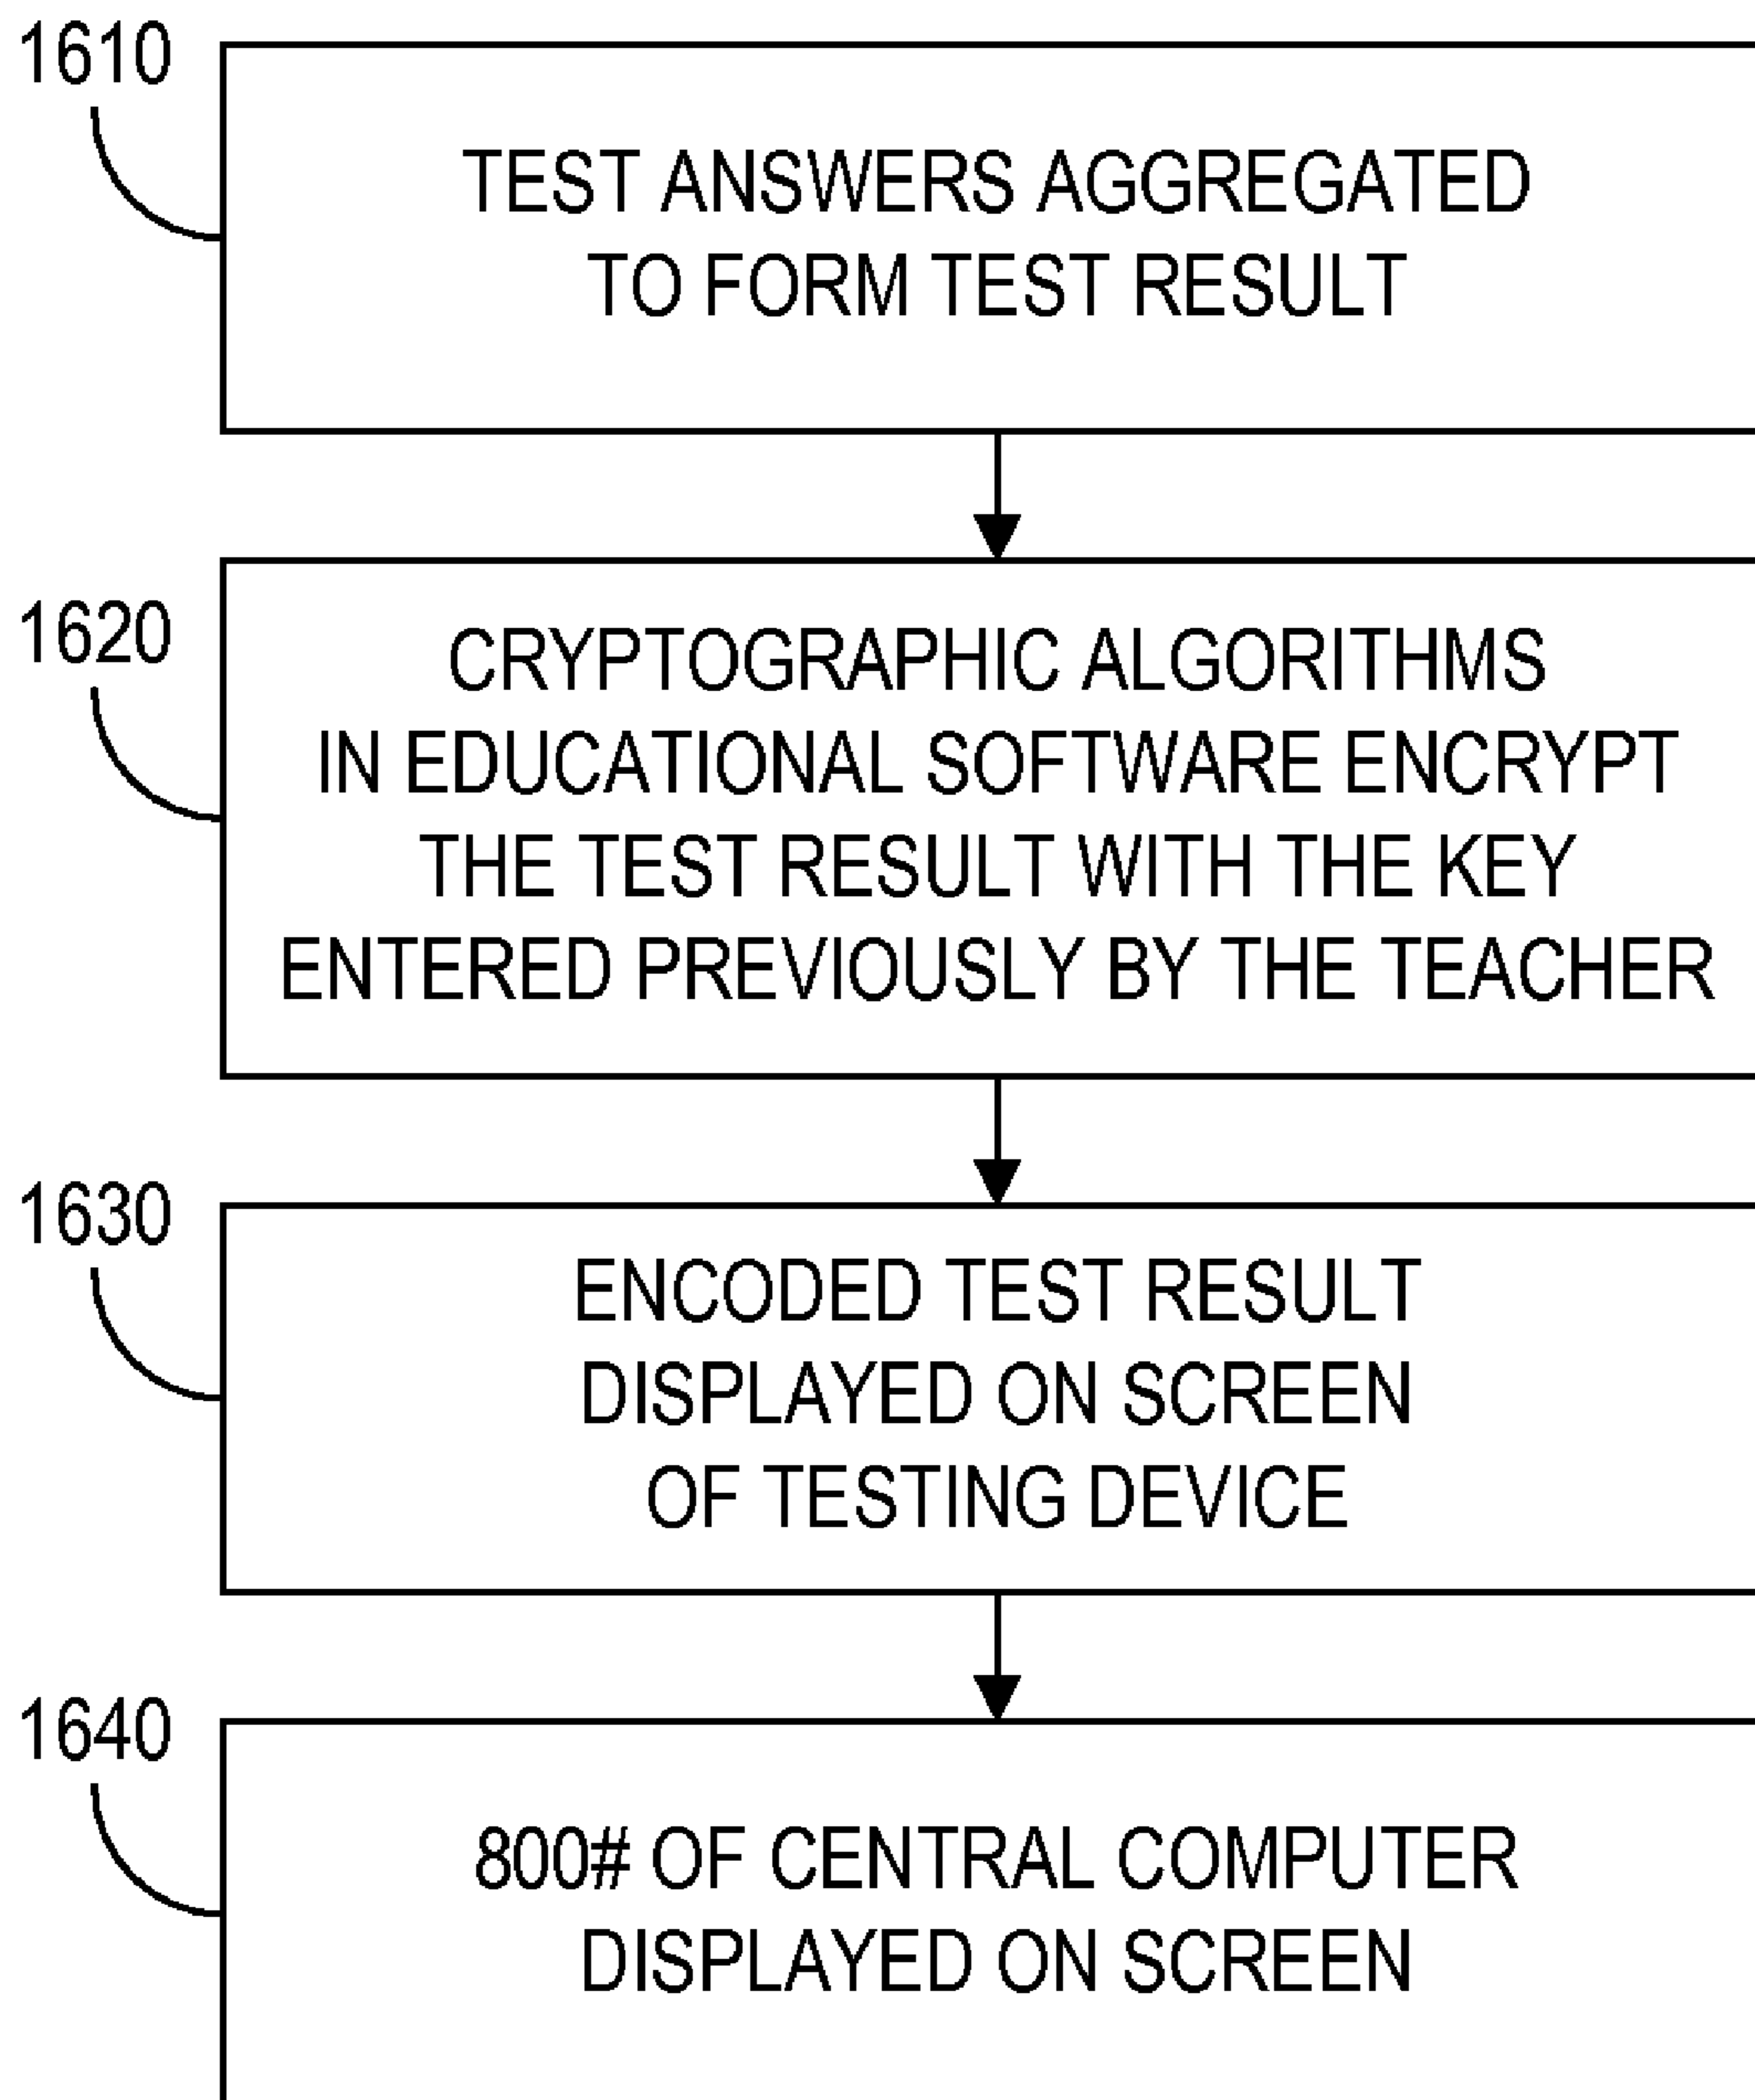 1610
TEST ANSWERS AGGREGATED
TO FORM TEST RESULT
1620
CRYPTOGRAPHIC ALGORITHMS
IN EDUCATIONAL SOFTWARE ENCRYPT
THE TEST RESULT WITH THE KEY
ENTERED PREVIOUSLY BY THE TEACHER
1630
ENCODED TEST RESULT
DISPLAYED ON SCREEN
OF TESTING DEVICE
1640
800# OF CENTRAL COMPUTER
DISPLAYED ON SCREEN